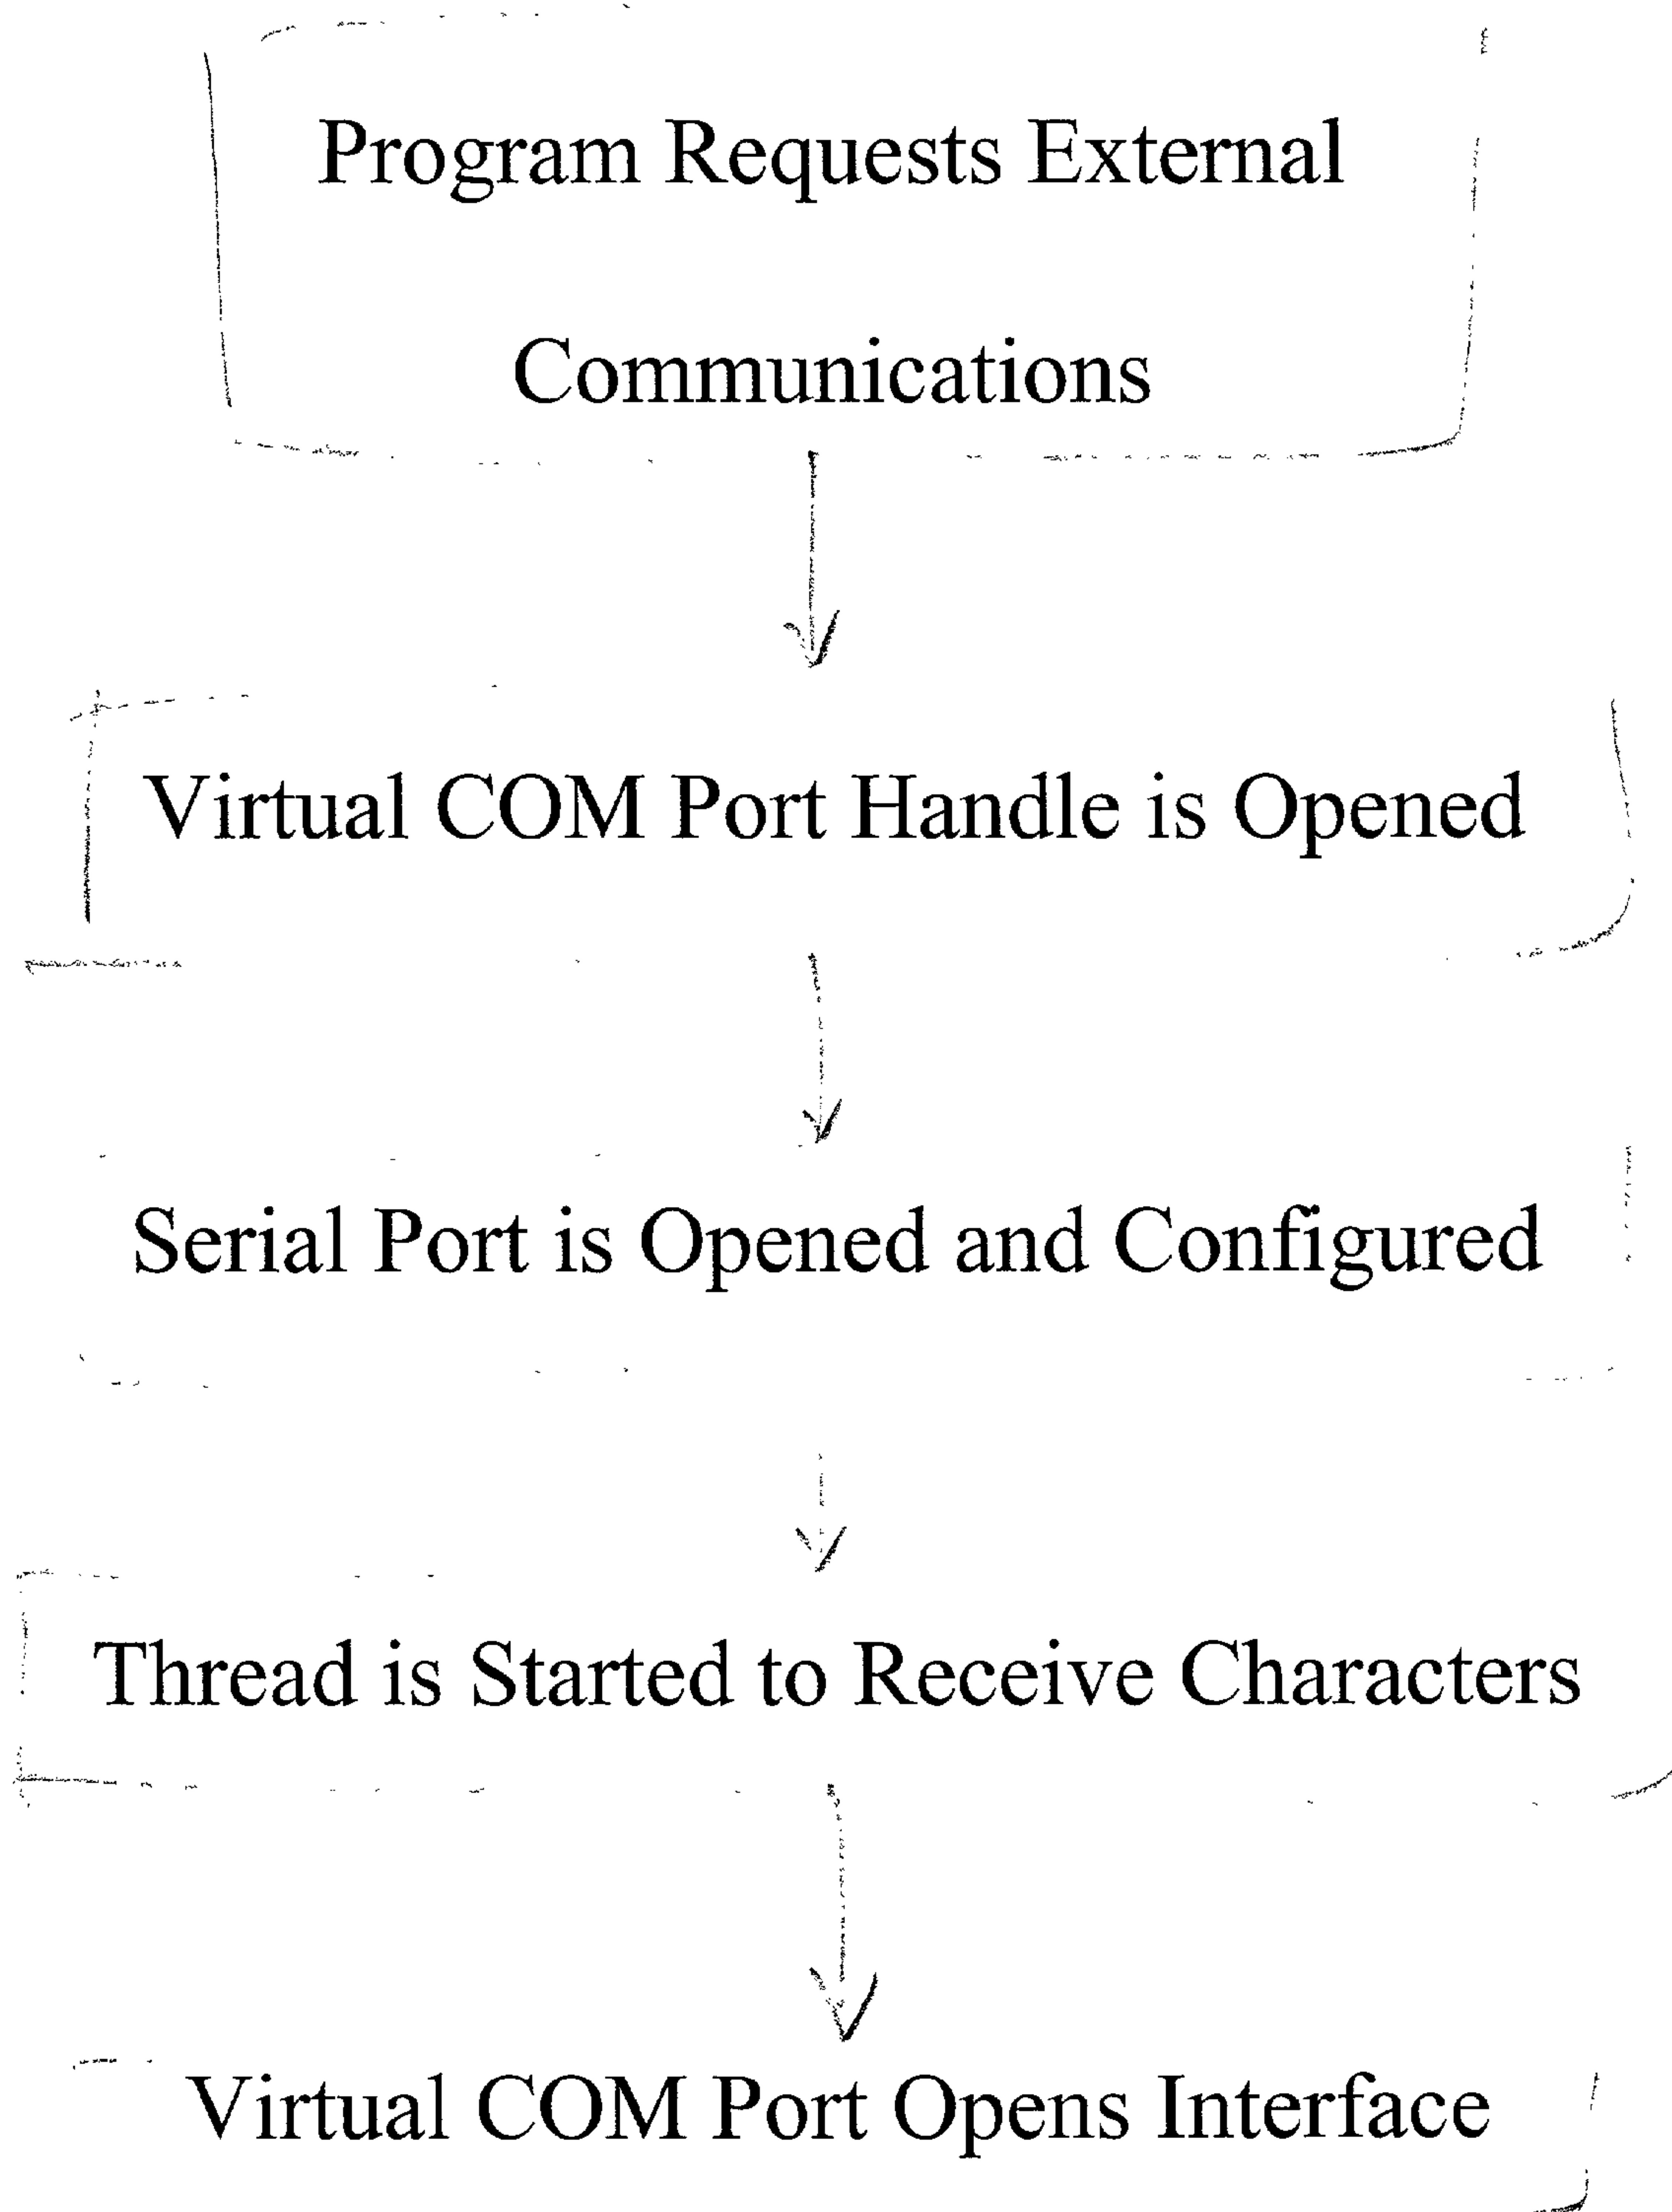 Program Requests External
Communications
Virtual COM Port Handle is Opened
Serial Port is Opened and Configured
Thread is Started to Receive Characters
Virtual COM Port Opens Interface